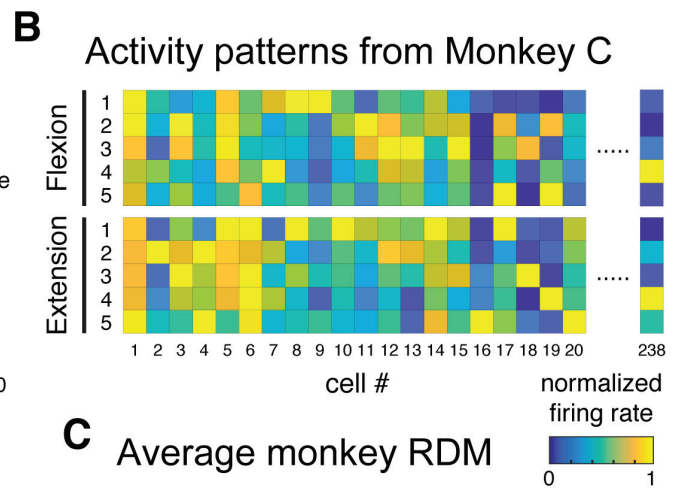 B
Activity patterns from Monkey C
Flexion
1
2
3
4
5
.....
e
Extension
1
2
3
4
5
.....
1 2 3 4 5 6 7 8 9 10 11 12 13 14 15 16 17 18 19 20 238
0
cell #
normalized
firing rate
C Average monkey RDM
0 1